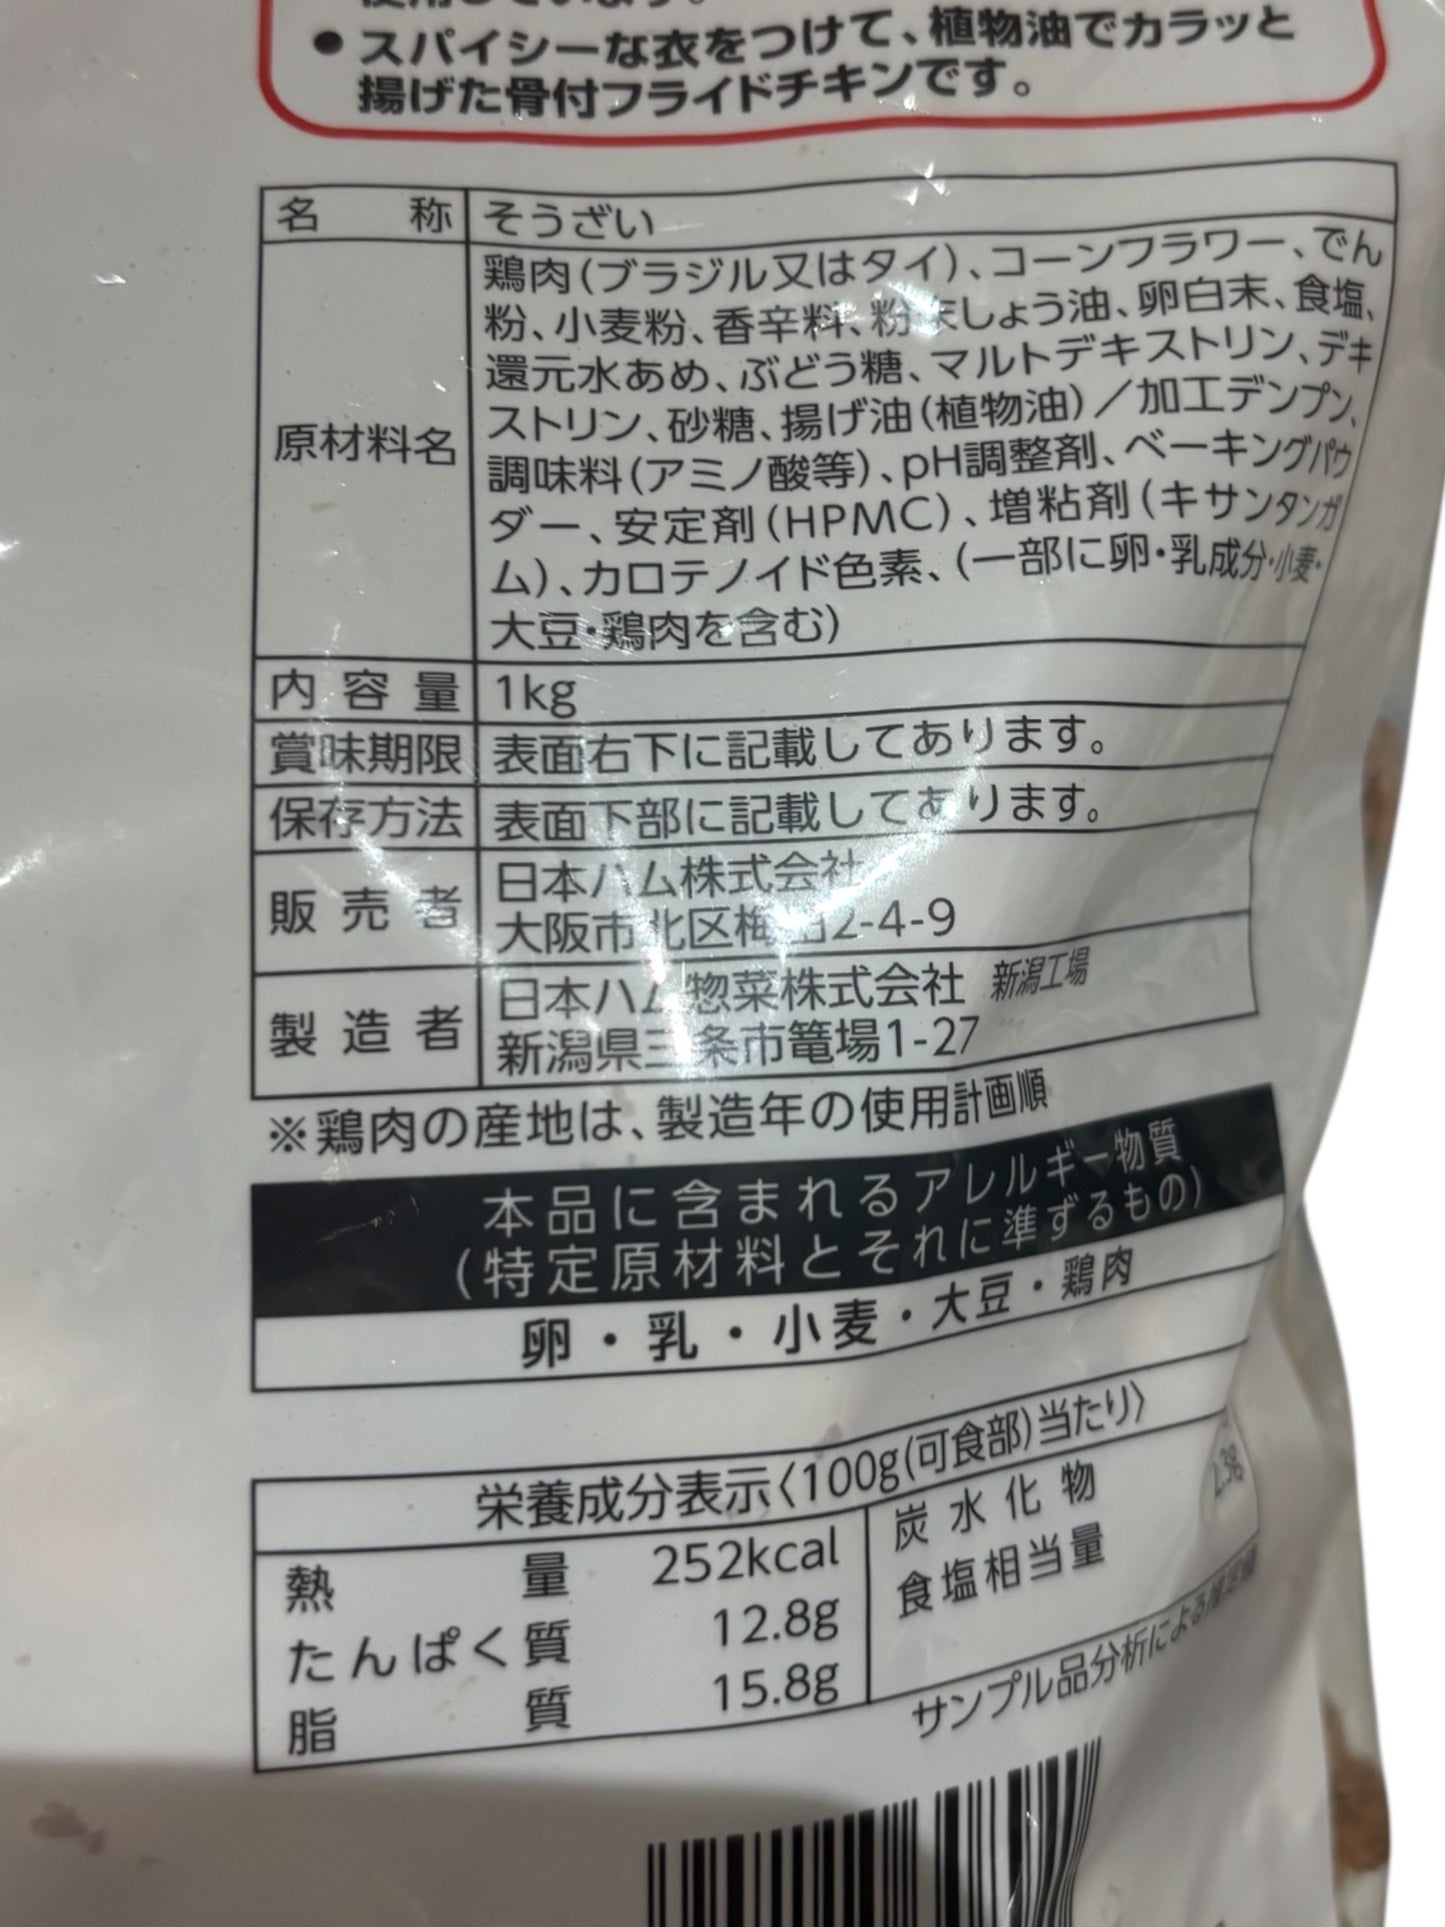 使用しています。
●スパイシーな衣をつけて、植物油でカラッと
揚げた骨付フライドチキンです。
名　称 そうざい
原材料名 鶏肉(ブラジル又はタイ)、コーンフラワー、でん
粉、小麦粉、香辛料、粉末しょう油、卵白末、食塩、
還元水あめ、ぶどう糖、マルトデキストリン、デキ
ストリン、砂糖、揚げ油(植物油)／加工デンプン、
調味料(アミノ酸等)、pH調整剤、ベーキングパウ
ダー、安定剤(HPMC)、増粘剤(キサンタンガ
ム)、カロテノイド色素、(一部に卵・乳成分・小麦・
大豆・鶏肉を含む)
内容量 1kg
賞味期限 表面右下に記載してあります。
保存方法 表面下部に記載してあります。
販売者 日本ハム株式会社
大阪市北区梅田2-4-9
製造者 日本ハム惣菜株式会社 新潟工場
新潟県三条市篭場1-27
※鶏肉の産地は、製造年の使用計画順
本品に含まれるアレルギー物質
(特定原材料とそれに準ずるもの)
卵・乳・小麦・大豆・鶏肉
栄養成分表示〈100g(可食部)当たり〉
熱量 252kcal 炭水化物
たんぱく質 12.8g 食塩相当量
脂質 15.8g
サンプル品分析による推定値